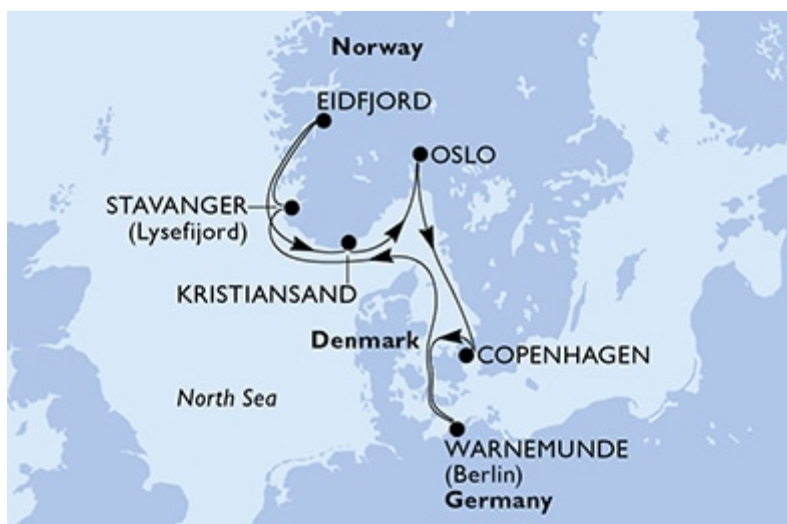 Norway
EIDFJORD
OSLO
STAVANGER
(Lysefijord)
KRISTIANSAND
Denmark
COPENHAGEN
North Sea
WARNEMUNDE
(Berlin)
Germany